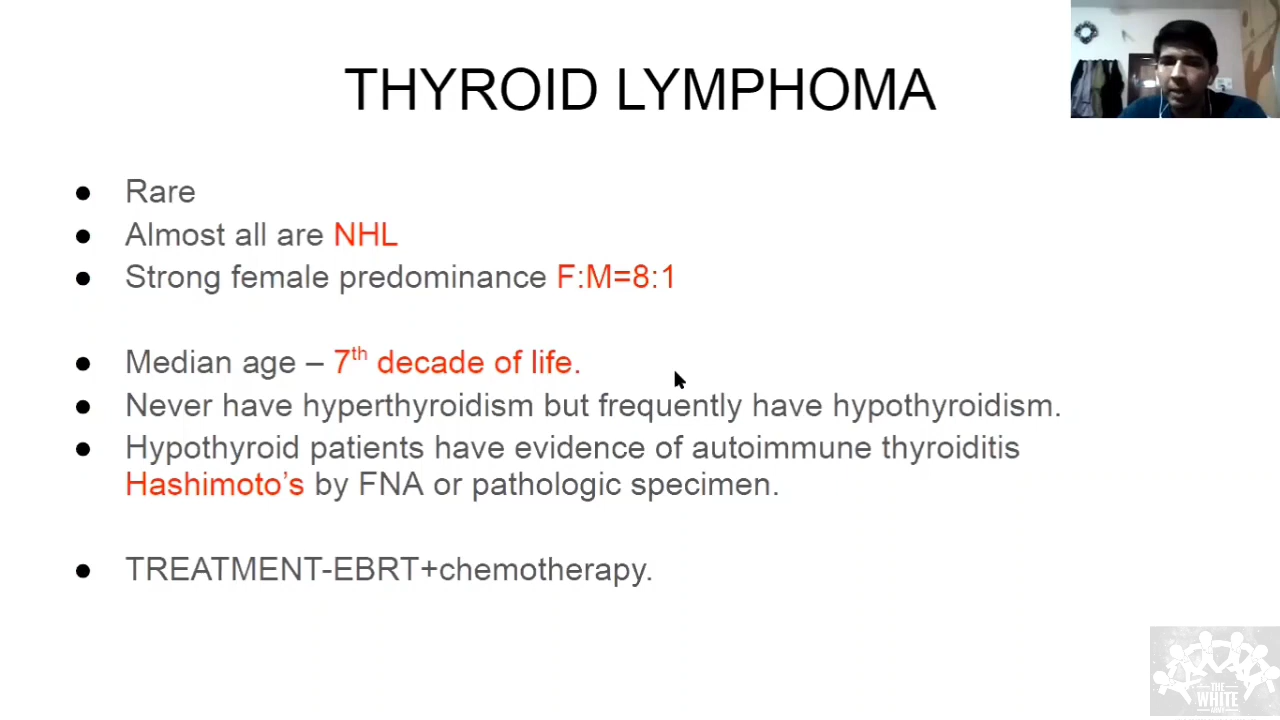 THYROID LYMPHOMA
● Rare
● Almost all are NHL
● Strong female predominance F:M=8:1
● Median age – 7th decade of life.
● Never have hyperthyroidism but frequently have hypothyroidism.
● Hypothyroid patients have evidence of autoimmune thyroiditis
Hashimoto’s by FNA or pathologic specimen.
● TREATMENT-EBRT+chemotherapy.
THE
WHITE